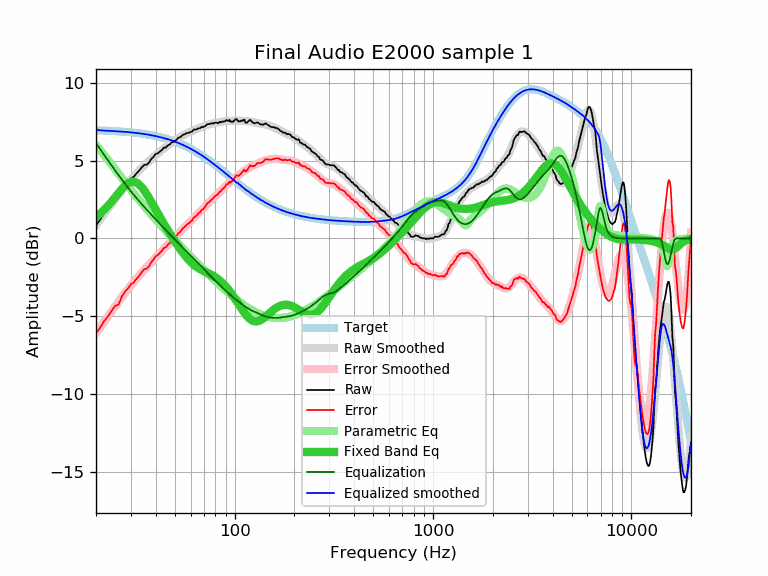 Final Audio E2000 sample 1
10
5
0
−5
−10
−15
Amplitude (dBr)
Target
Raw Smoothed
Error Smoothed
Raw
Error
Parametric Eq
Fixed Band Eq
Equalization
Equalized smoothed
100
1000
10000
Frequency (Hz)